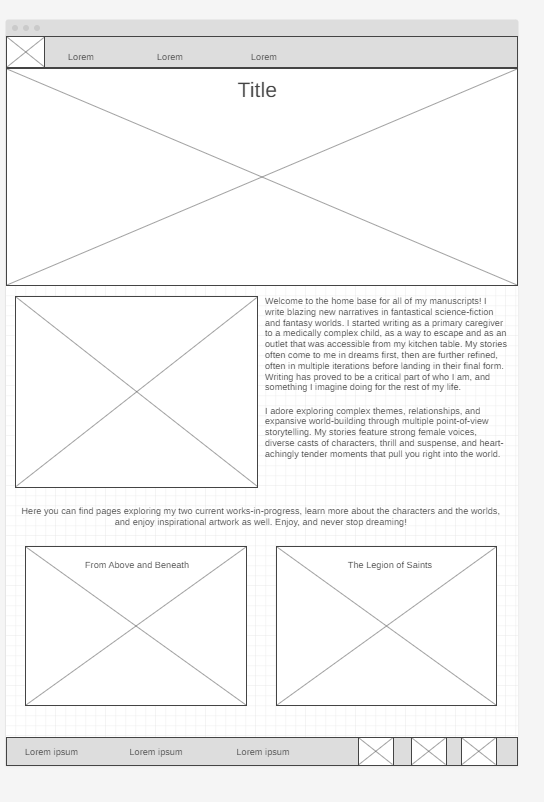 Lorem Lorem Lorem
Title
Welcome to the home base for all of my manuscripts! I
write blazing new narratives in fantastical science-fiction
and fantasy worlds. I started writing as a primary caregiver
to a medically complex child, as a way to escape and as an
outlet that was accessible from my kitchen table. My stories
often come to me in dreams first, then are further refined,
often in multiple iterations before landing in their final form.
Writing has proved to be a critical part of who I am, and
something I imagine doing for the rest of my life.
I adore exploring complex themes, relationships, and
expansive world-building through multiple point-of-view
storytelling. My stories feature strong female voices,
diverse casts of characters, thrill and suspense, and heart-
achingly tender moments that pull you right into the world.
Here you can find pages exploring my two current works-in-progress, learn more about the characters and the worlds,
and enjoy inspirational artwork as well. Enjoy, and never stop dreaming!
From Above and Beneath
The Legion of Saints
Lorem ipsum Lorem ipsum Lorem ipsum